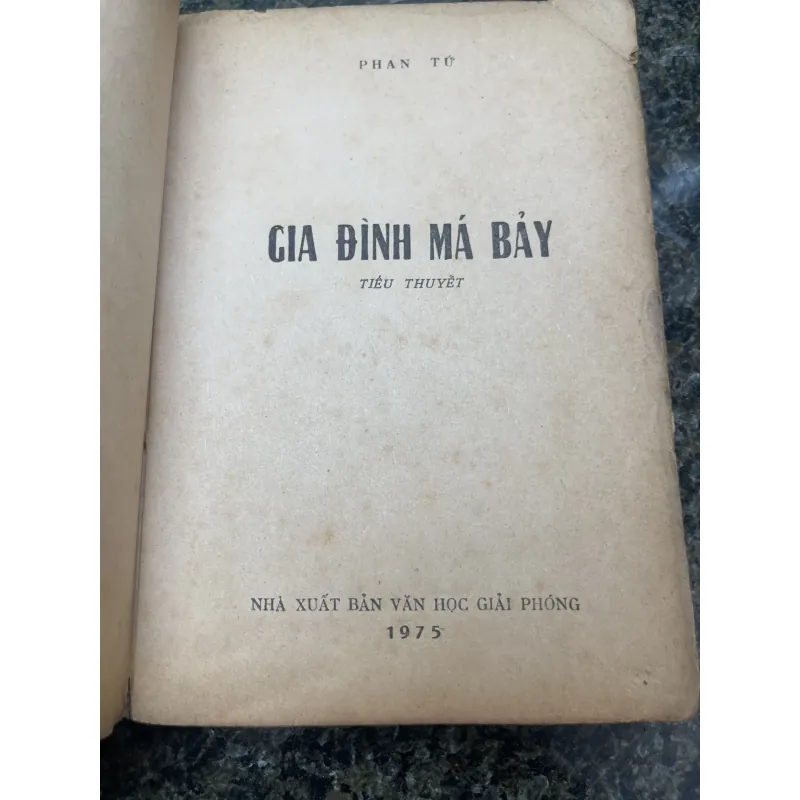 PHAN TỨ
GIA ĐÌNH MÁ BẢY
TIỂU THUYẾT
NHÀ XUẤT BẢN VĂN HỌC GIẢI PHÓNG
1975